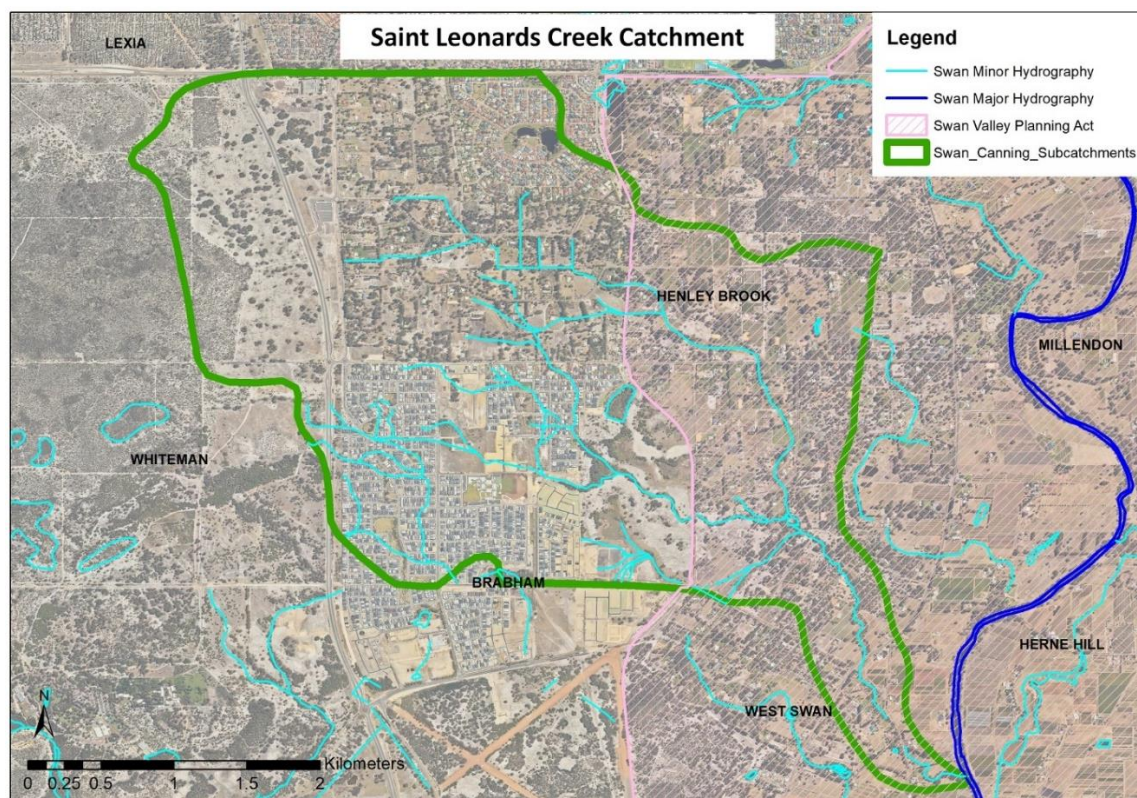 Saint Leonards Creek Catchment
Legend
Swan Minor Hydrography
Swan Major Hydrography
Swan Valley Planning Act
Swan_Canning_Subcatchments
LEXIA
HENLEY BROOK
MILLENDON
WHITEMAN
BRABHAM
HERNE HILL
WEST SWAN
N
Kilometers
0 0.25 0.5 1 1.5 2